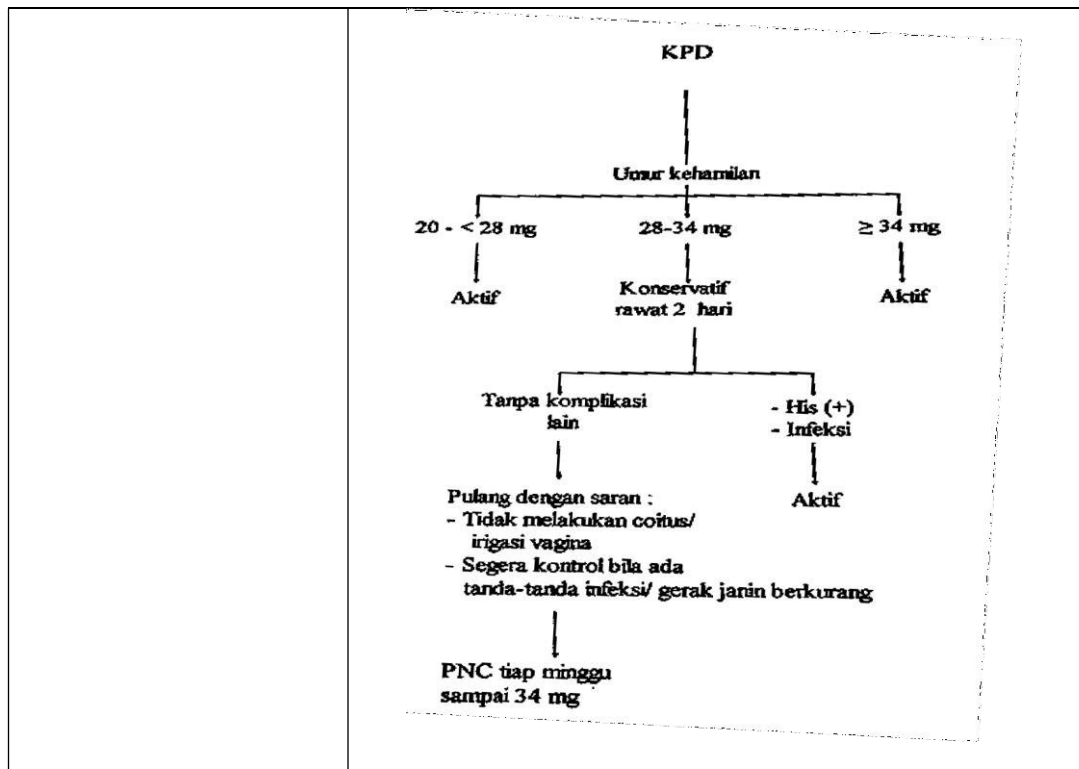 KPD
Umur kehamilan
20 - < 28 mg
28-34 mg
≥ 34 mg
Aktif
Konservatif
rawat 2 hari
Aktif
Tanpa komplikasi
lain
- His (+)
- Infeksi
Aktif
Pulang dengan saran :
- Tidak melakukan coitus/
irigasi vagina
- Segera kontrol bila ada
tanda-tanda infeksi/ gerak janin berkurang
PNC tiap minggu
sampai 34 mg